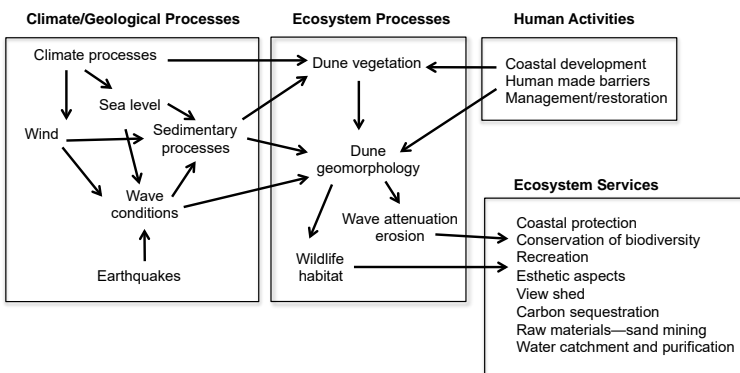 Climate/Geological Processes
Climate processes
Sea level
Wind
Sedimentary
processes
Wave
conditions
Earthquakes
Ecosystem Processes
Dune vegetation
Dune
geomorphology
Wave attenuation
erosion
Wildlife
habitat
Human Activities
Coastal development
Human made barriers
Management/restoration
Ecosystem Services
Coastal protection
Conservation of biodiversity
Recreation
Esthetic aspects
View shed
Carbon sequestration
Raw materials—sand mining
Water catchment and purification